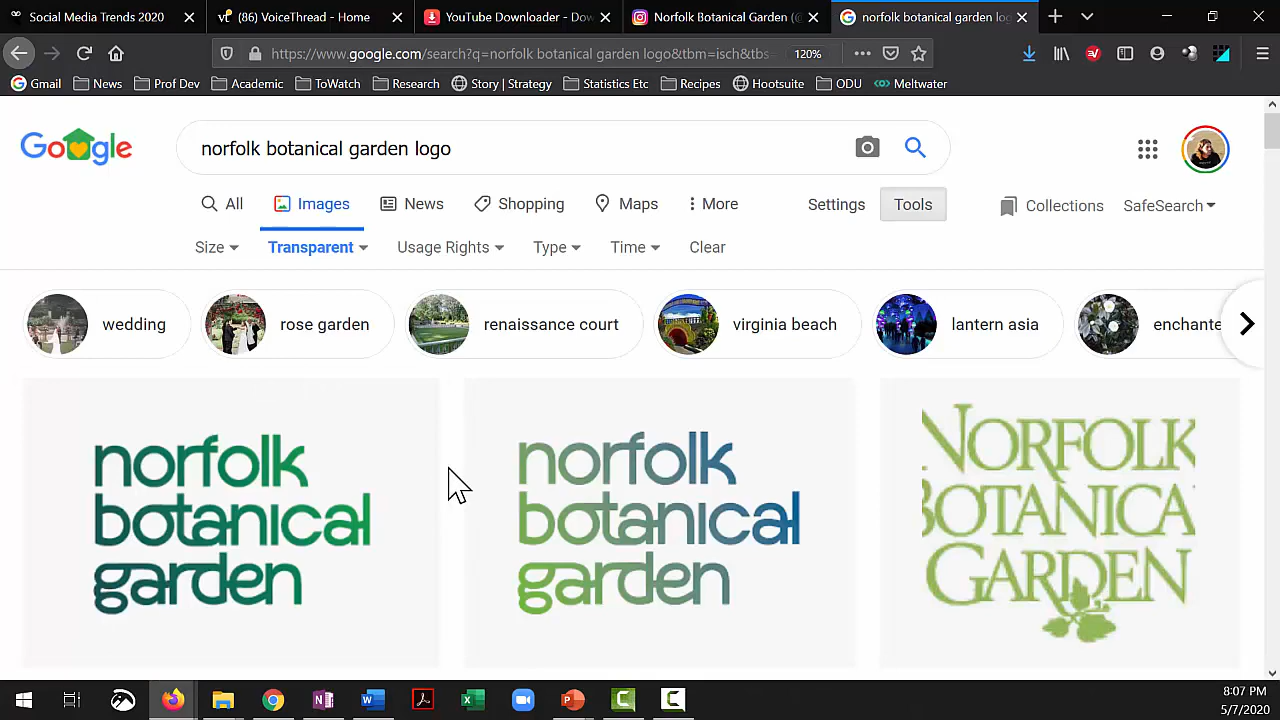 Social Media Trends 2020
(86) VoiceThread - Home
YouTube Downloader - Dow
Norfolk Botanical Garden (@
norfolk botanical garden log
https://www.google.com/search?q=norfolk botanical garden logo&tbm=isch&tbs
120%
Gmail
News
Prof Dev
Academic
ToWatch
Research
Story | Strategy
Statistics Etc
Recipes
Hootsuite
ODU
Meltwater
Google
norfolk botanical garden logo
All
Images
News
Shopping
Maps
More
Settings
Tools
Collections
SafeSearch
Size
Transparent
Usage Rights
Type
Time
Clear
wedding
rose garden
renaissance court
virginia beach
lantern asia
enchante
norfolk
botanical
garden
norfolk
botanical
garden
NORFOLK
BOTANICA
GARDEN
8:07 PM
5/7/2020